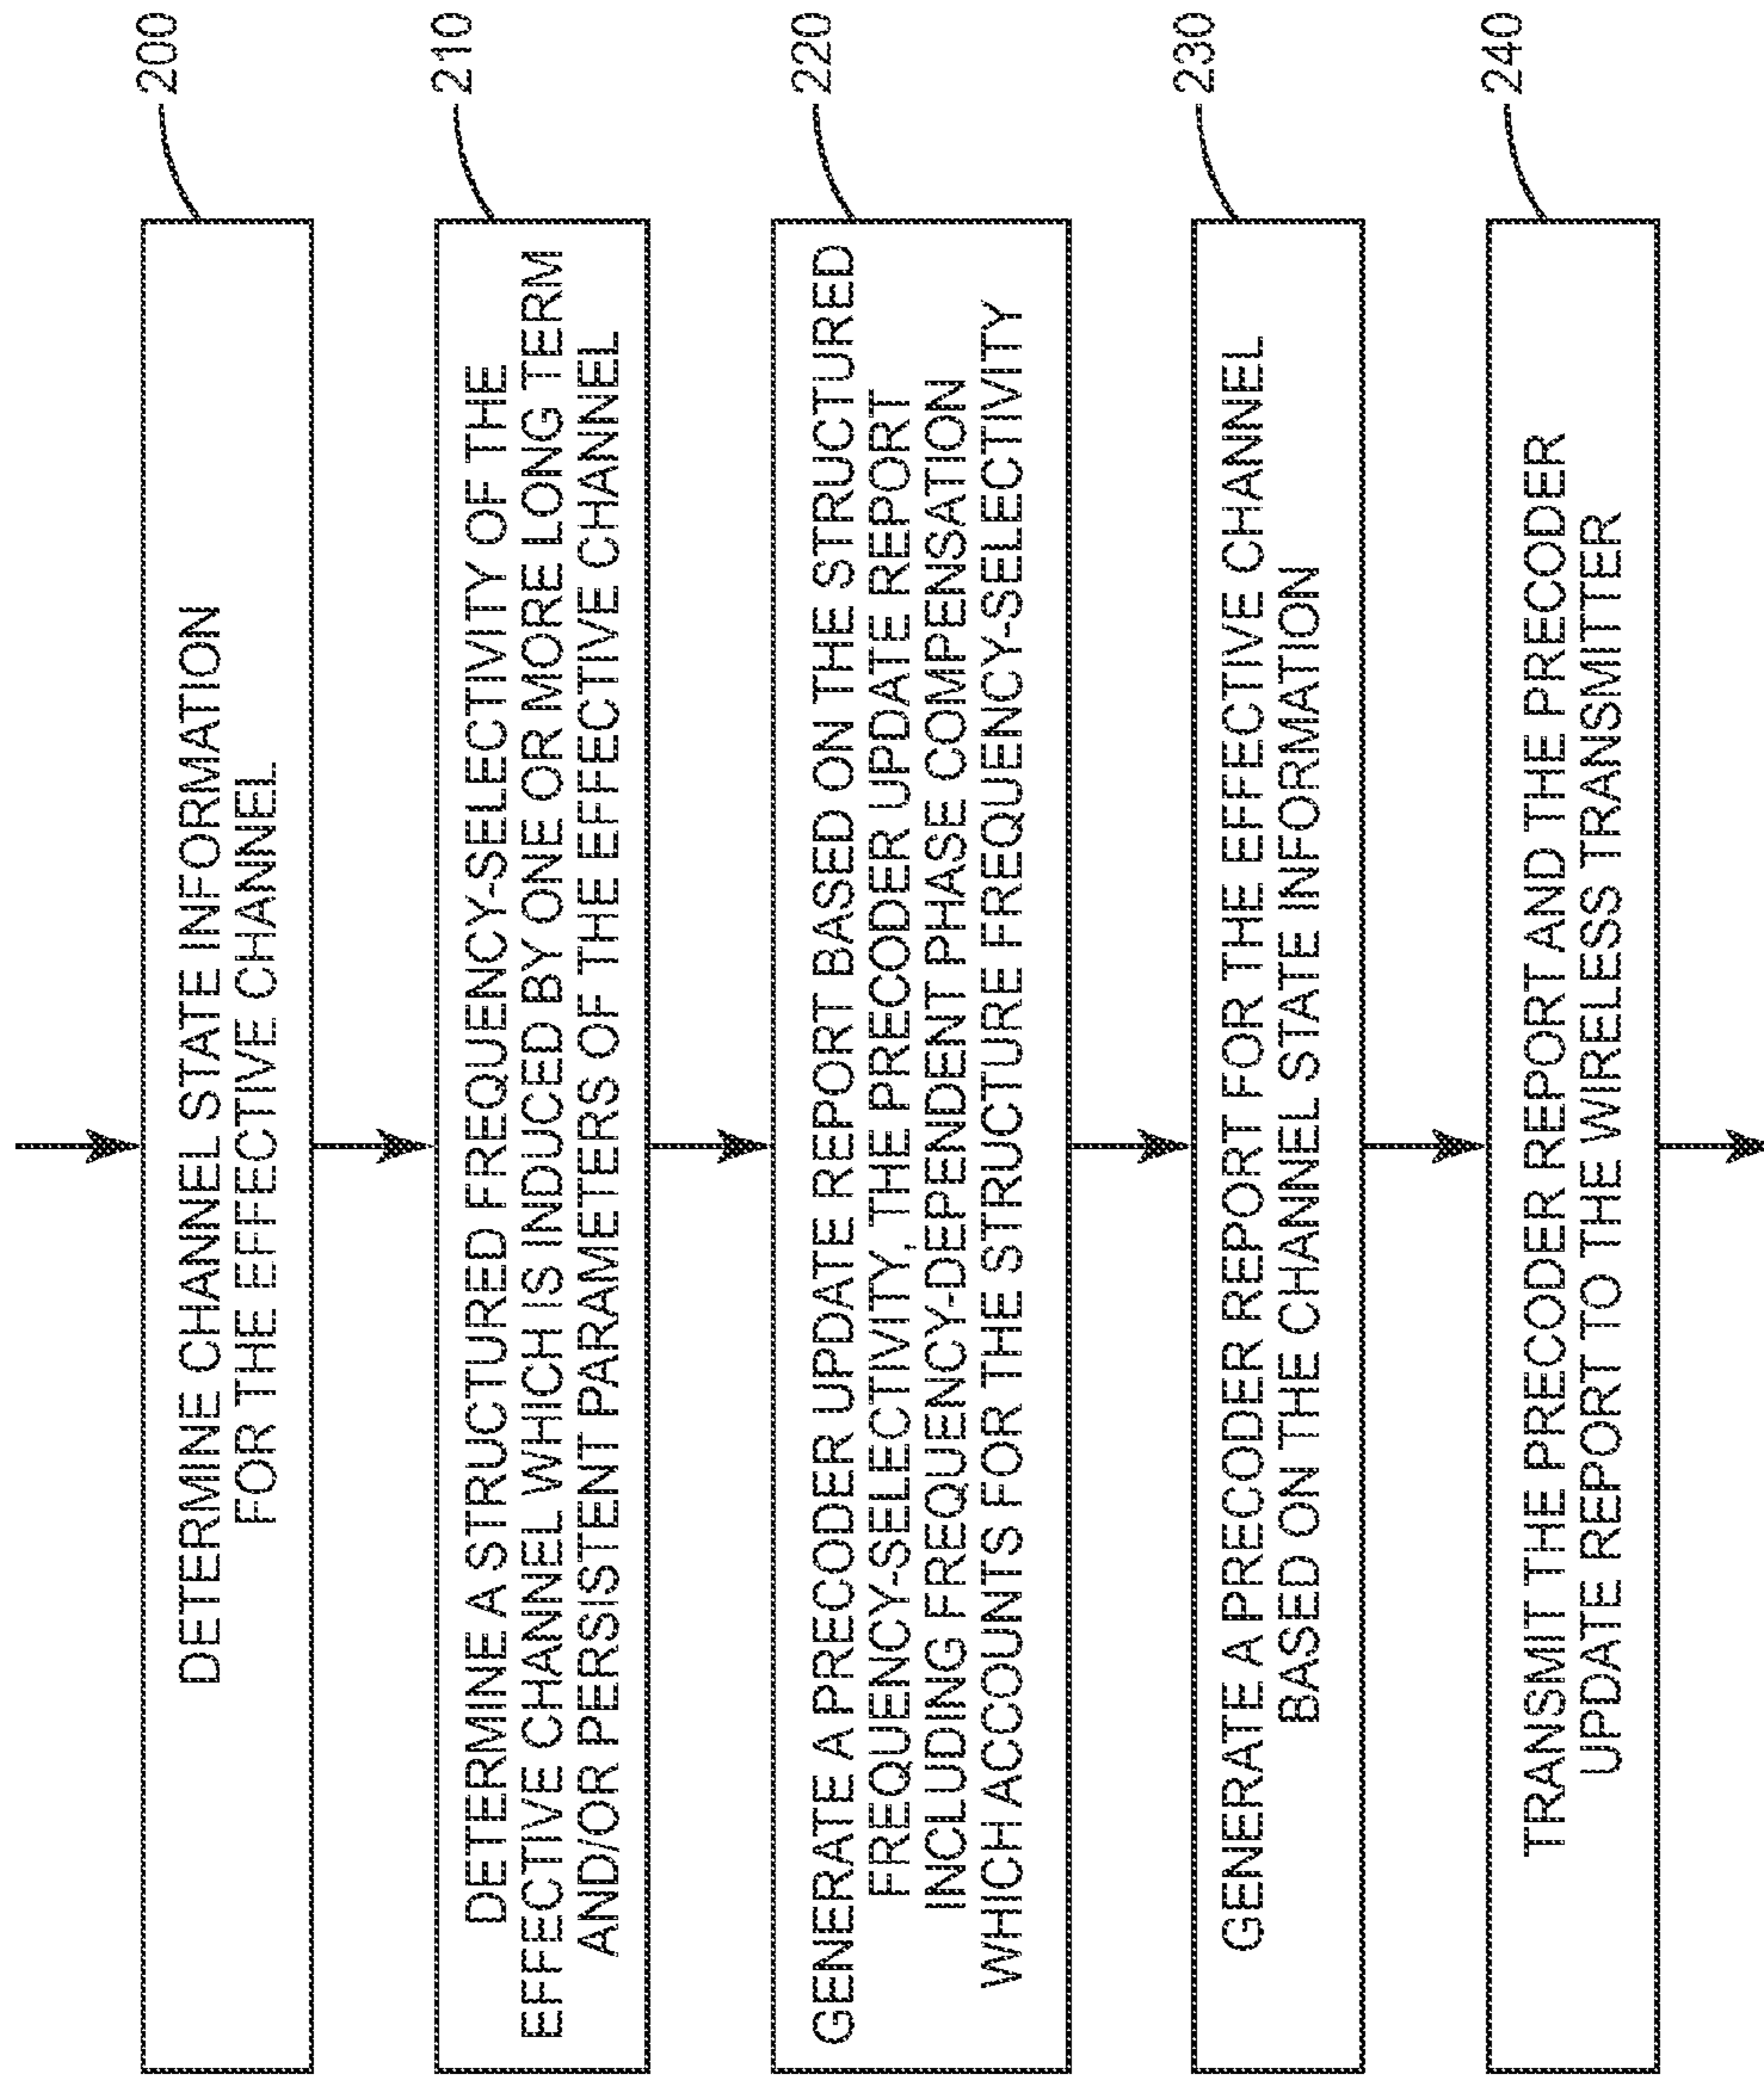 200
DETERMINE CHANNEL STATE INFORMATION
FOR THE EFFECTIVE CHANNEL
210
DETERMINE A STRUCTURED FREQUENCY-SELECTIVITY OF THE
EFFECTIVE CHANNEL WHICH IS INDUCED BY ONE OR MORE LONG TERM
AND/OR PERSISTENT PARAMETERS OF THE EFFECTIVE CHANNEL
220
GENERATE A PRECODER UPDATE REPORT BASED ON THE STRUCTURED
FREQUENCY-SELECTIVITY, THE PRECODER UPDATE REPORT
INCLUDING FREQUENCY-DEPENDENT PHASE COMPENSATION
WHICH ACCOUNTS FOR THE STRUCTURE FREQUENCY-SELECTIVITY
230
GENERATE A PRECODER REPORT FOR THE EFFECTIVE CHANNEL
BASED ON THE CHANNEL STATE INFORMATION
240
TRANSMIT THE PRECODER REPORT AND THE PRECODER
UPDATE REPORT TO THE WIRELESS TRANSMITTER